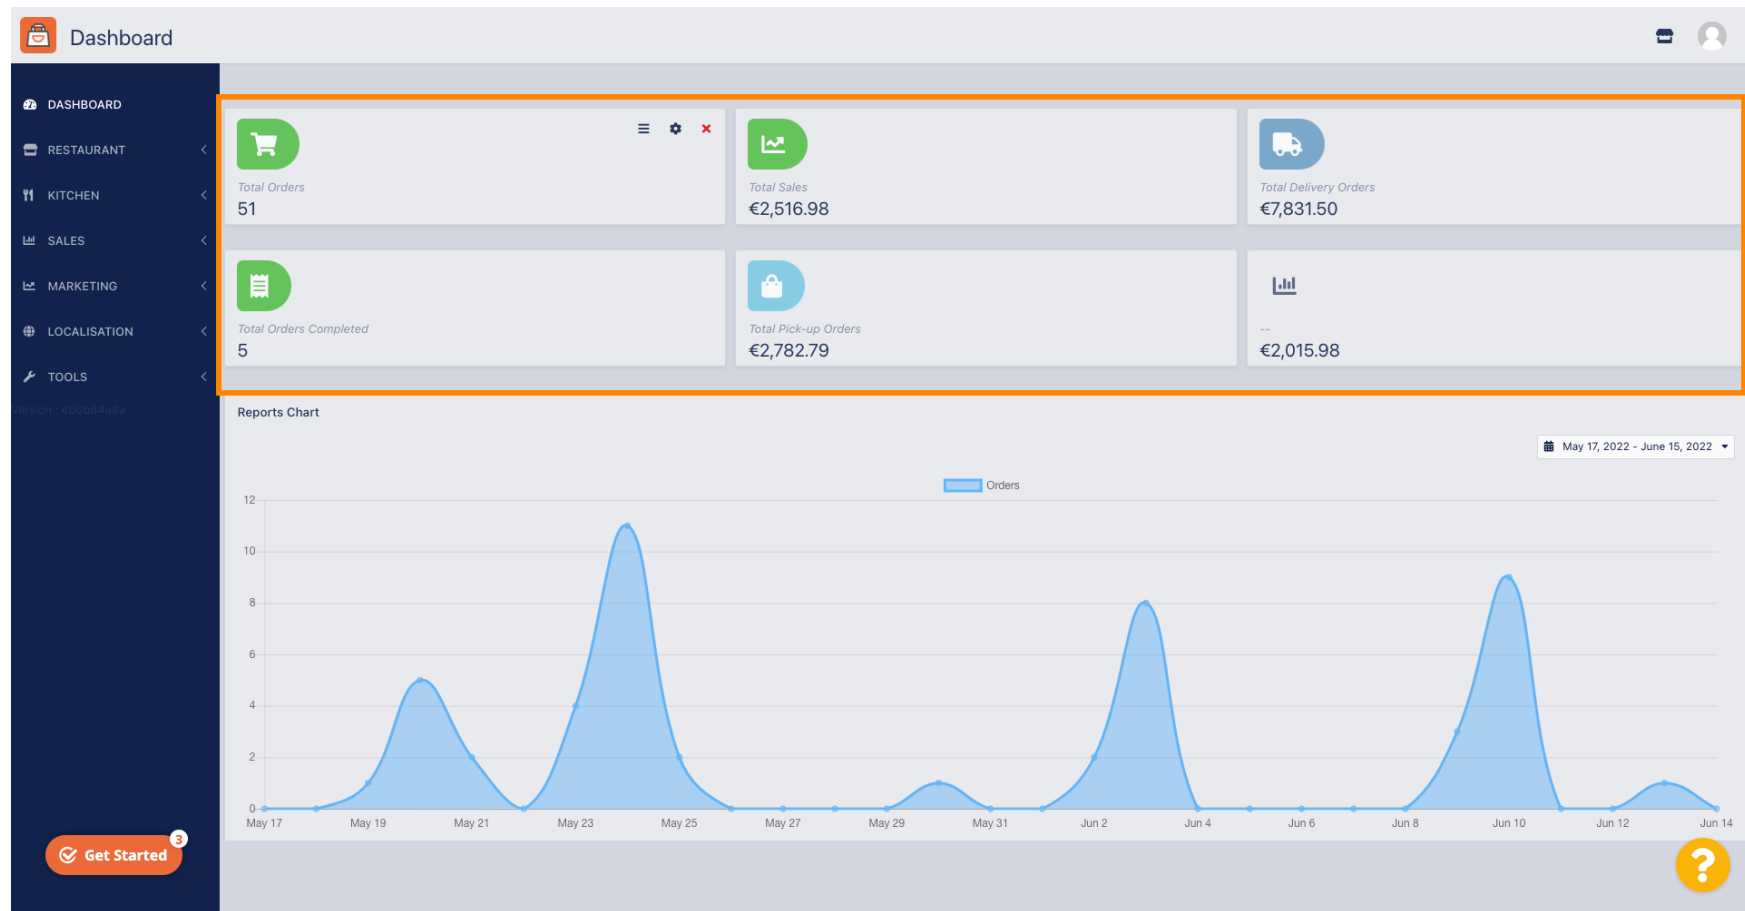 Dashboard
DASHBOARD
RESTAURANT
KITCHEN
SALES
MARKETING
LOCALISATION
TOOLS
Version : eb0b84a8a
Total Orders
51
Total Sales
€2,516.98
Total Delivery Orders
€7,831.50
Total Orders Completed
5
Total Pick-up Orders
€2,782.79
--
€2,015.98
Reports Chart
May 17, 2022 - June 15, 2022
Orders
12
10
8
6
4
2
0
May 17 May 19 May 21 May 23 May 25 May 27 May 29 May 31 Jun 2 Jun 4 Jun 6 Jun 8 Jun 10 Jun 12 Jun 14
Get Started
3
?